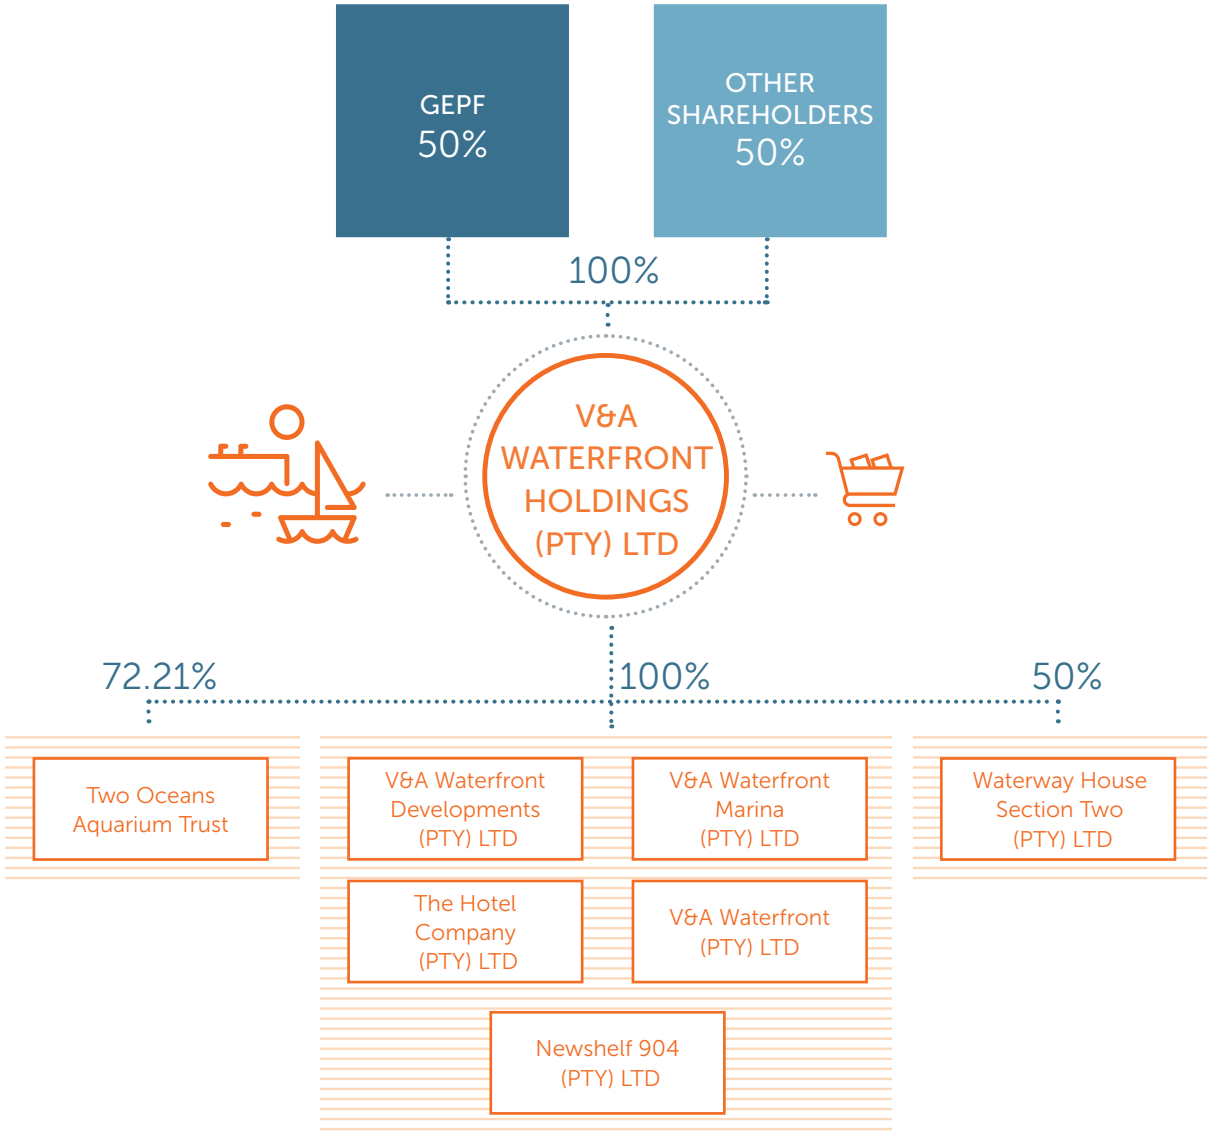 GEPF
50%
OTHER
SHAREHOLDERS
50%
100%
V&A
WATERFRONT
HOLDINGS
(PTY) LTD
72.21%
100%
50%
Two Oceans
Aquarium Trust
V&A Waterfront
Developments
(PTY) LTD
V&A Waterfront
Marina
(PTY) LTD
Waterway House
Section Two
(PTY) LTD
The Hotel
Company
(PTY) LTD
V&A Waterfront
(PTY) LTD
Newshelf 904
(PTY) LTD